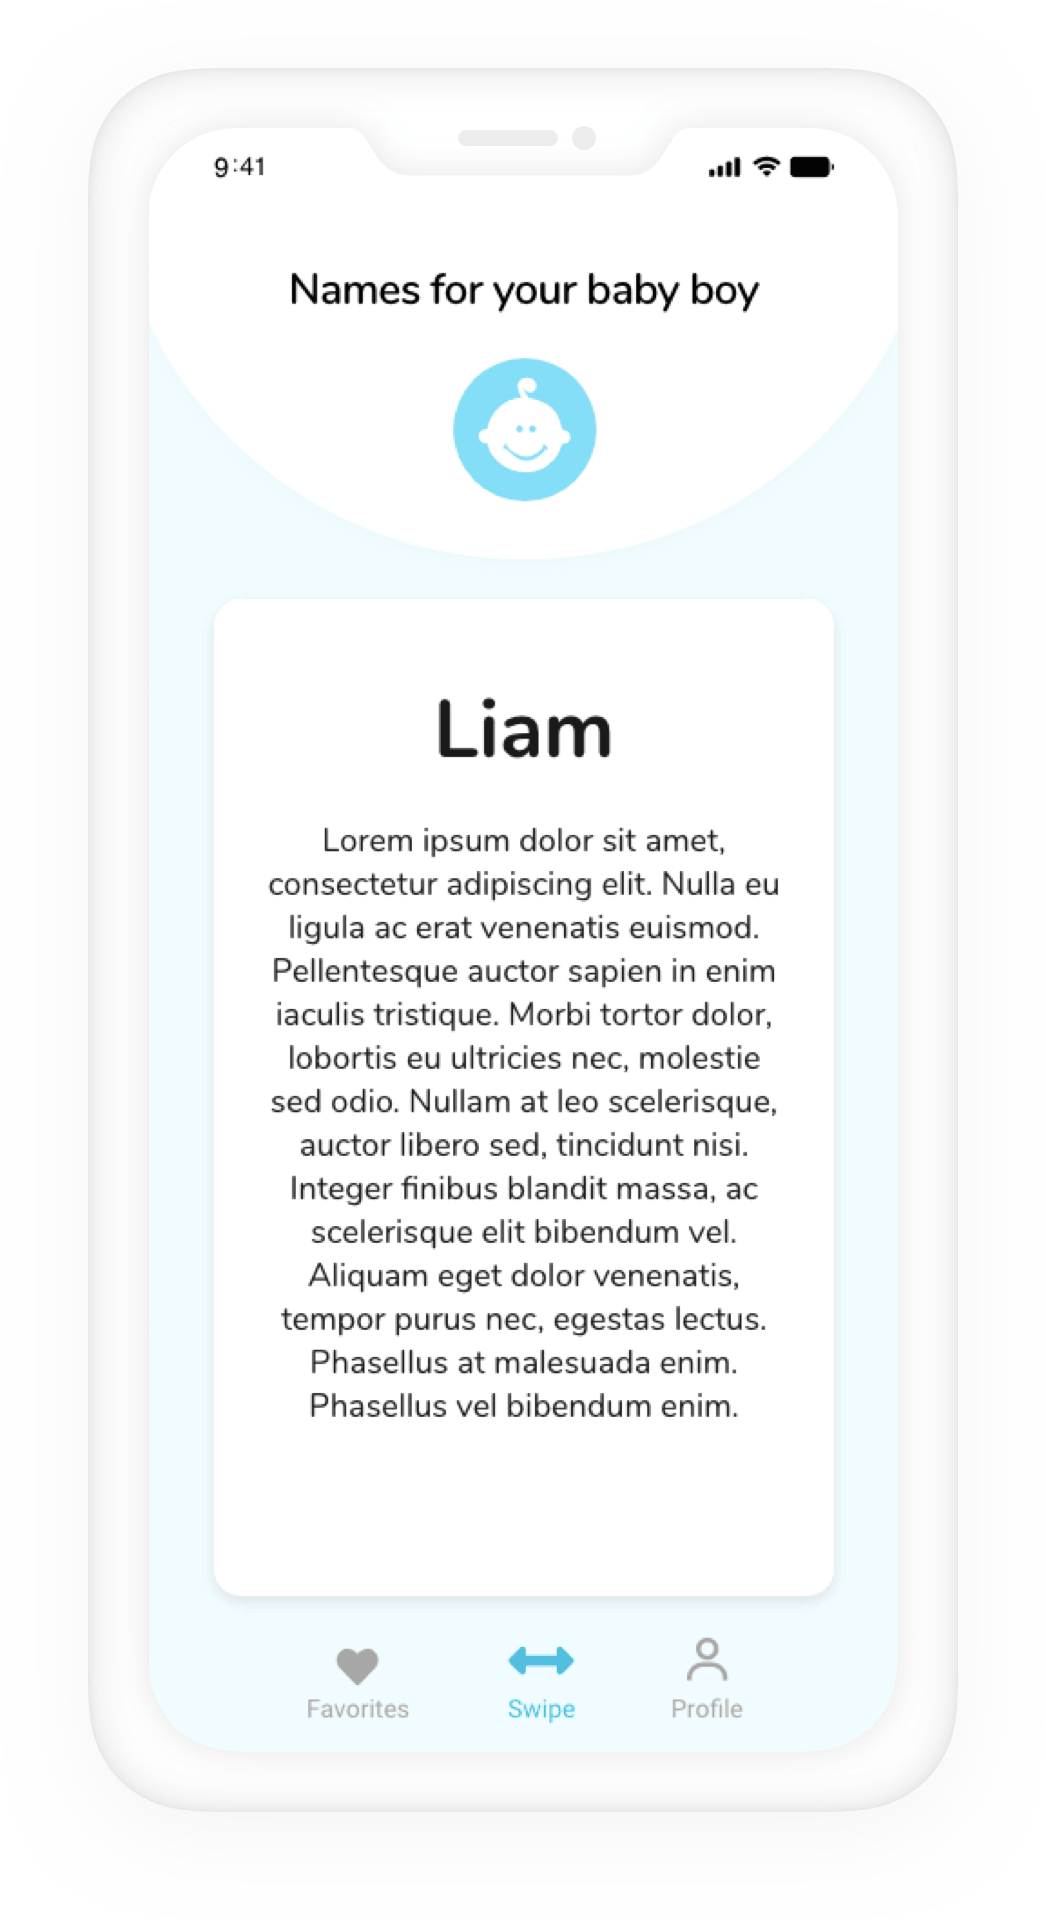 9:41
Names for your baby boy
Liam
Lorem ipsum dolor sit amet,
consectetur adipiscing elit. Nulla eu
ligula ac erat venenatis euismod.
Pellentesque auctor sapien in enim
iaculis tristique. Morbi tortor dolor,
lobortis eu ultricies nec, molestie
sed odio. Nullam at leo scelerisque,
auctor libero sed, tincidunt nisi.
Integer finibus blandit massa, ac
scelerisque elit bibendum vel.
Aliquam eget dolor venenatis,
tempor purus nec, egestas lectus.
Phasellus at malesuada enim.
Phasellus vel bibendum enim.
Favorites Swipe Profile